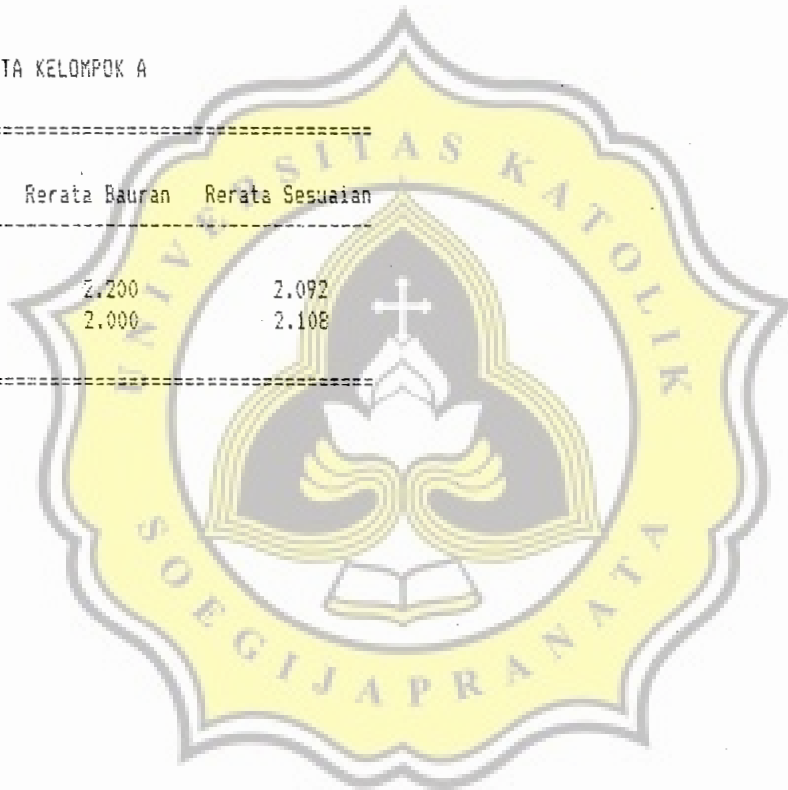 TA KELOMPOK A
Rerata Bauran Rerata Sesuaian
2.200 2.092
2.000 2.108
UNIVERSITAS KATOLIK
SOEGIJAPRANATA